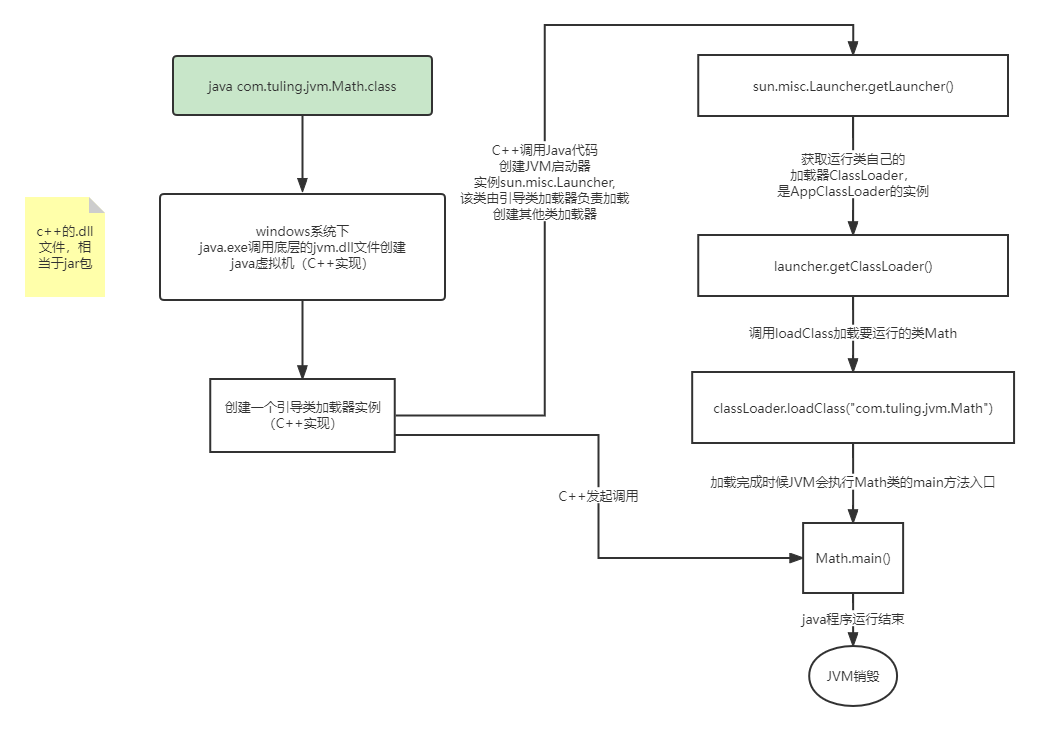 java com.tuling.jvm.Math.class
c++的.dll
文件，相
当于jar包
windows系统下
java.exe调用底层的jvm.dll文件创建
java虚拟机（C++实现）
创建一个引导类加载器实例
（C++实现）
C++调用Java代码
创建JVM启动器
实例sun.misc.Launcher,
该类由引导类加载器负责加载
创建其他类加载器
C++发起调用
sun.misc.Launcher.getLauncher()
获取运行类自己的
加载器ClassLoader，
是AppClassLoader的实例
launcher.getClassLoader()
调用loadClass加载要运行的类Math
classLoader.loadClass("com.tuling.jvm.Math")
加载完成时候JVM会执行Math类的main方法入口
Math.main()
java程序运行结束
JVM销毁